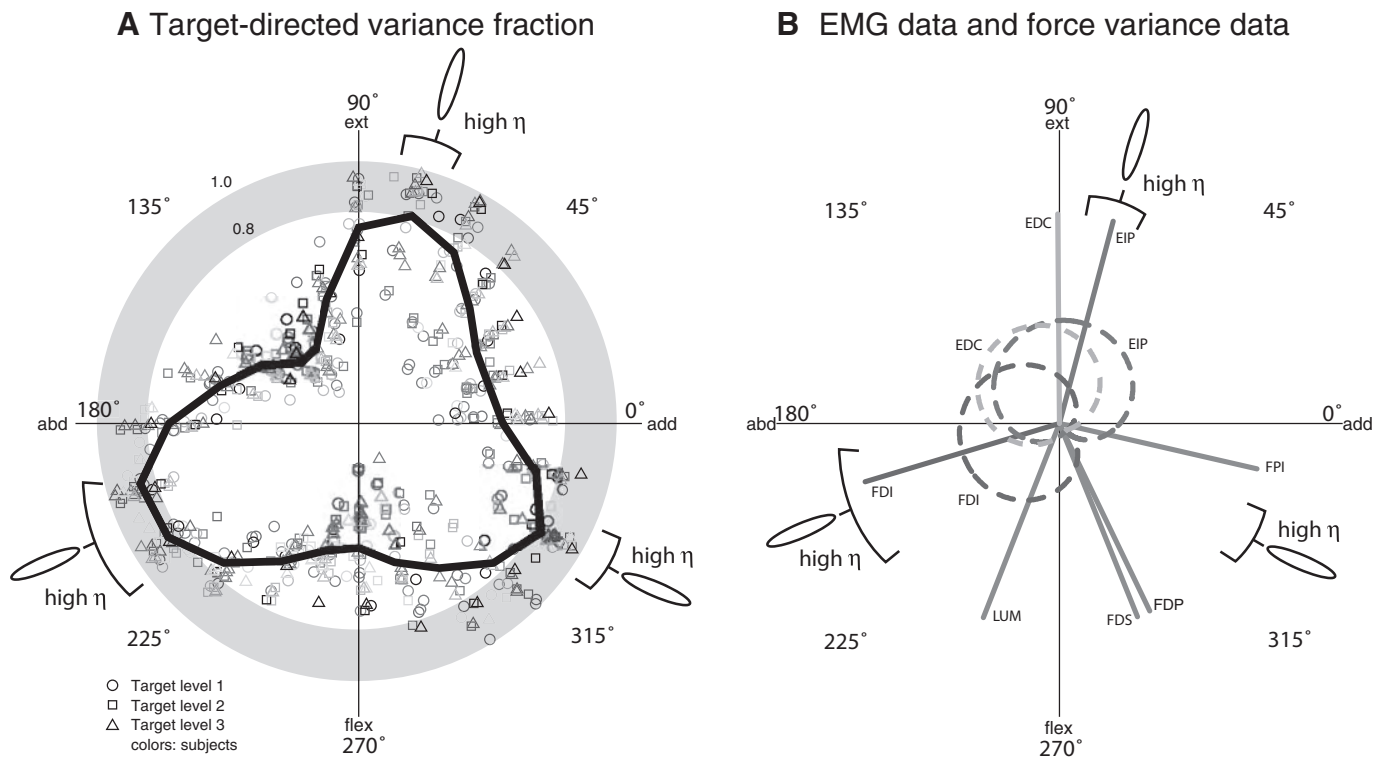 A Target-directed variance fraction
90°
ext
high η
1.0
0.8
135°
45°
180°
abd
0°
add
high η
high η
225°
315°
Target level 1
Target level 2
Target level 3
colors: subjects
flex
270°
B EMG data and force variance data
90°
ext
high η
EDC
EIP
135°
45°
EDC
EIP
180°
abd
0°
add
FPI
FDI
FDI
high η
high η
LUM
FDS
FDP
225°
315°
flex
270°